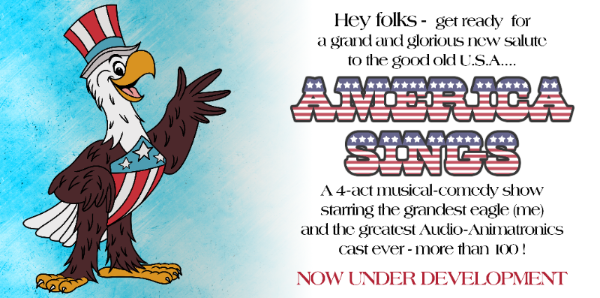 Hey folks - get ready for
a grand and glorious new salute
to the good old U.S.A....
AMERICA
SINGS
A 4-act musical-comedy show
starring the grandest eagle (me)
and the greatest Audio-Animatronics
cast ever - more than 100 !
NOW UNDER DEVELOPMENT